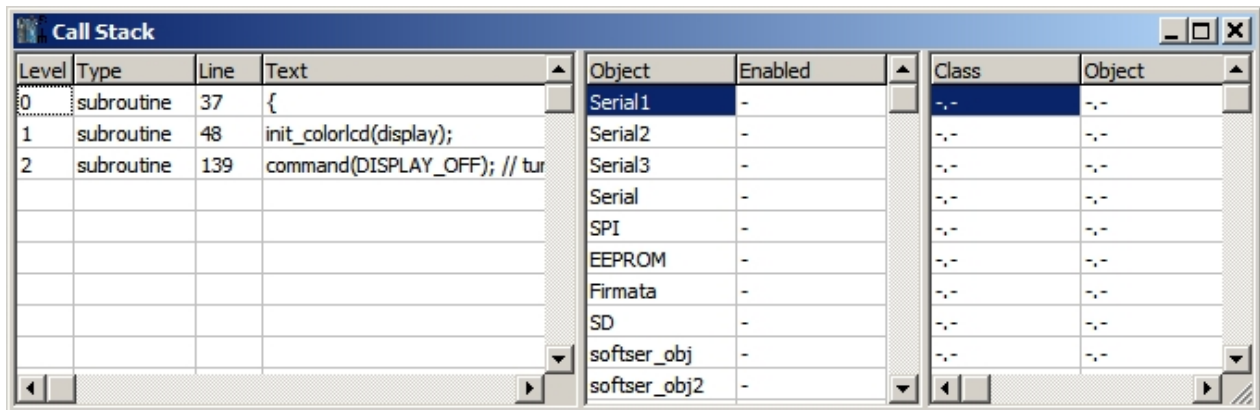 Call Stack
Level Type Line Text Object Enabled Class Object
0 subroutine 37 { Serial1 - -.- -.-
1 subroutine 48 init_colorlcd(display); Serial2 - -.- -.-
2 subroutine 139 command(DISPLAY_OFF); // tur Serial3 - -.- -.-
Serial - -.- -.-
SPI - -.- -.-
EEPROM - -.- -.-
Firmata - -.- -.-
SD - -.- -.-
softser_obj - -.- -.-
softser_obj2 -